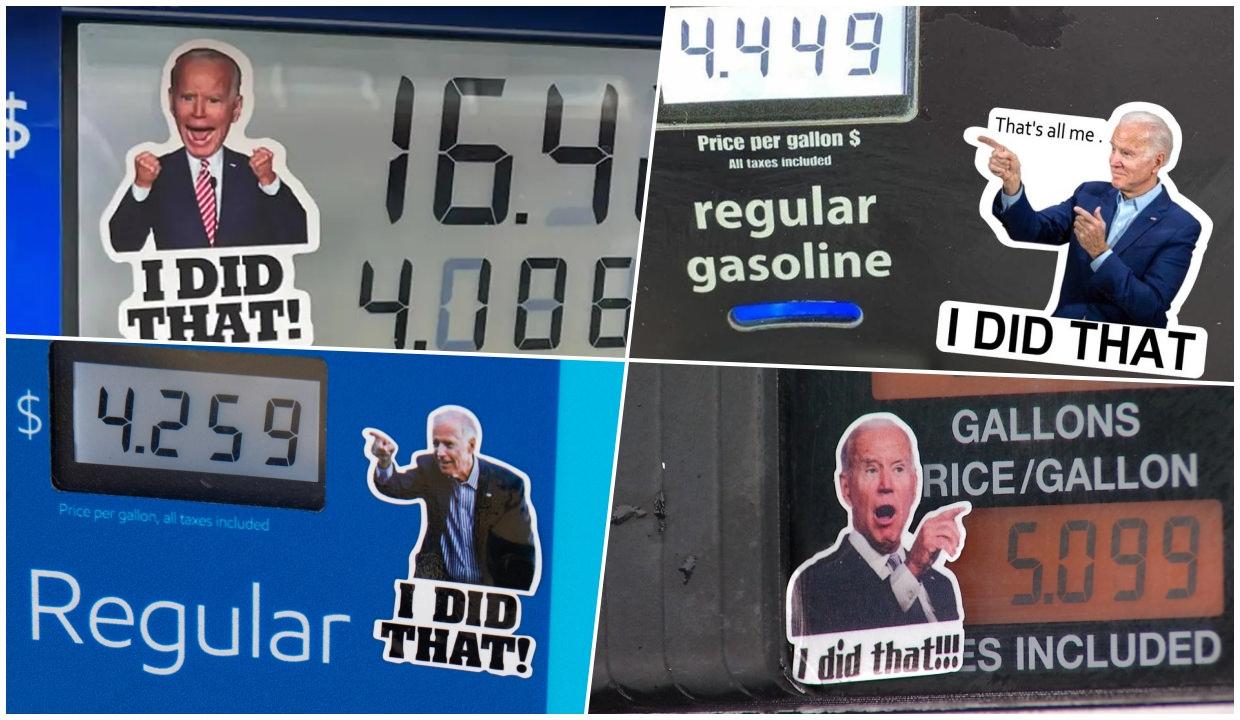 $
16.4
I DID
THAT!
4.449
Price per gallon $
All taxes included
regular
gasoline
That's all me.
I DID THAT
$
4.259
Price per gallon, all taxes included
Regular
I DID
THAT!
GALLONS
RICE/GALLON
5.099
I did that!!!
ES INCLUDED